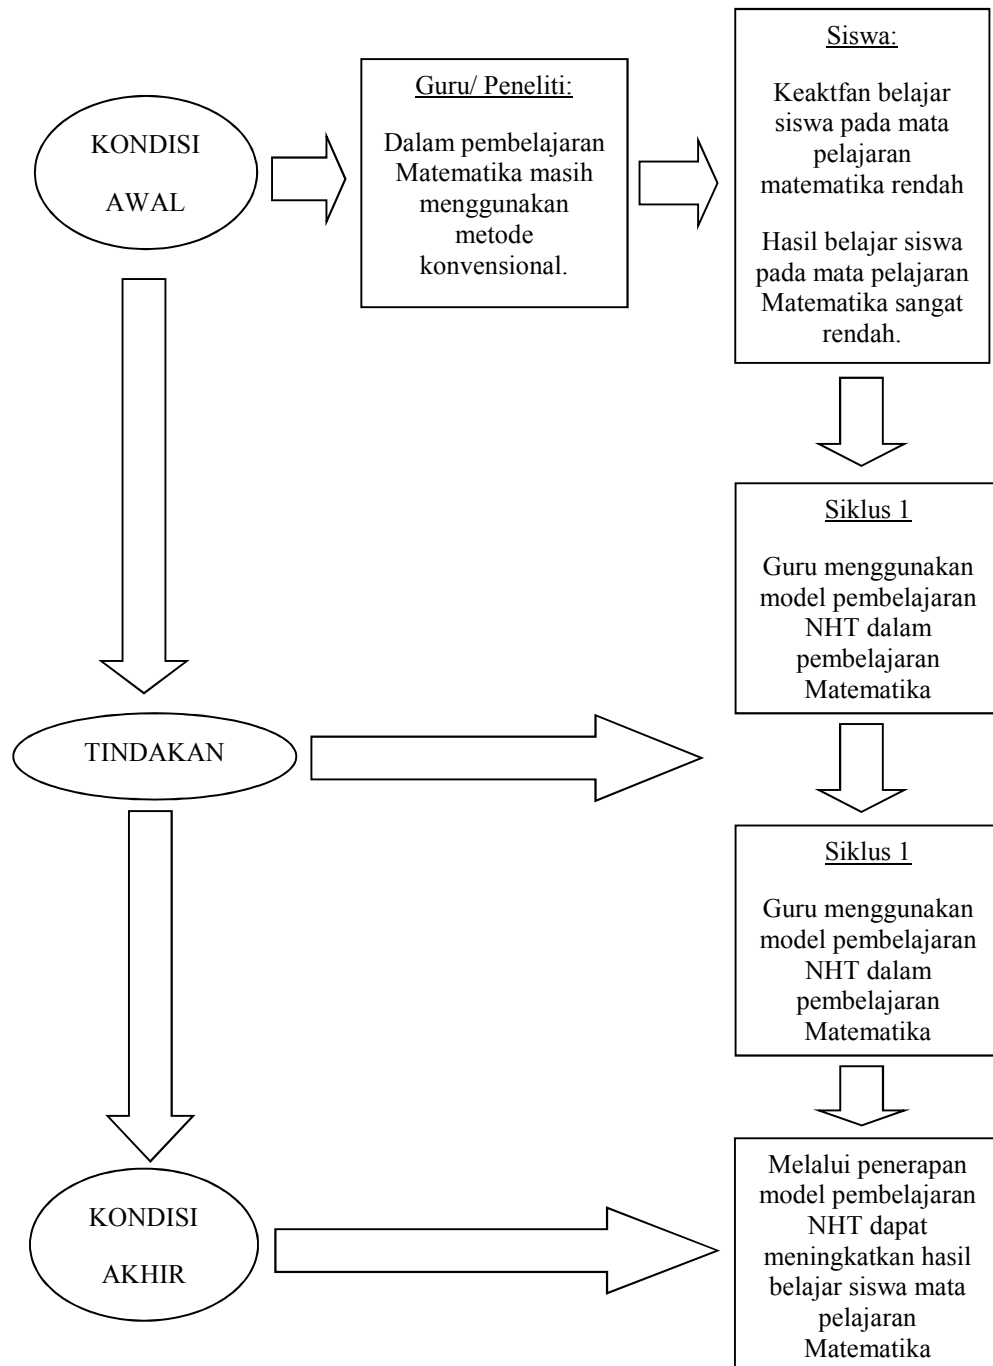 KONDISI
AWAL
Guru/ Peneliti:
Dalam pembelajaran
Matematika masih
menggunakan
metode
konvensional.
Siswa:
Keaktfan belajar
siswa pada mata
pelajaran
matematika rendah
Hasil belajar siswa
pada mata pelajaran
Matematika sangat
rendah.
Siklus 1
Guru menggunakan
model pembelajaran
NHT dalam
pembelajaran
Matematika
TINDAKAN
Siklus 1
Guru menggunakan
model pembelajaran
NHT dalam
pembelajaran
Matematika
KONDISI
AKHIR
Melalui penerapan
model pembelajaran
NHT dapat
meningkatkan hasil
belajar siswa mata
pelajaran
Matematika